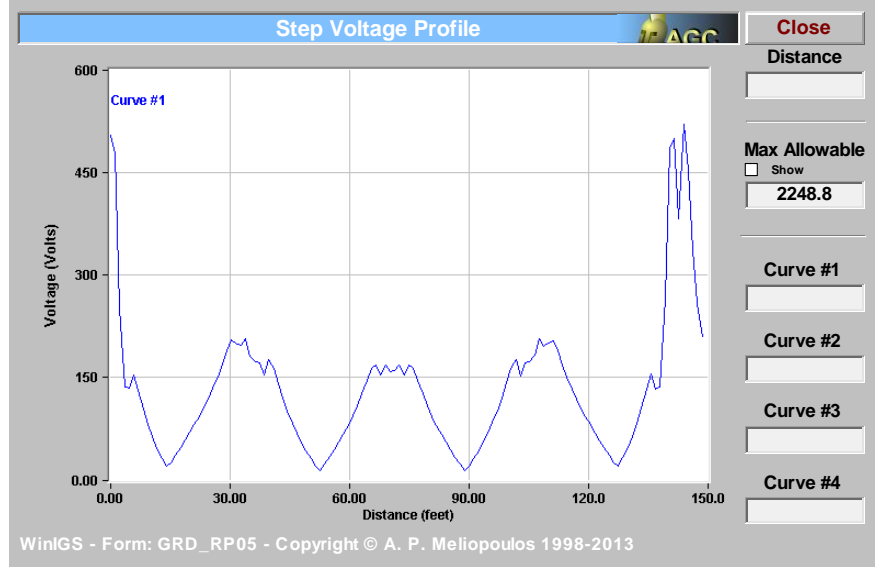 Step Voltage Profile
AGC
Close
Distance
Max Allowable
Show
2248.8
Curve #1
Curve #2
Curve #3
Curve #4
Curve #1
Voltage (Volts)
600
450
300
150
0.00
0.00 30.00 60.00 90.00 120.0 150.0
Distance (feet)
WinIGS - Form: GRD_RP05 - Copyright © A. P. Meliopoulos 1998-2013